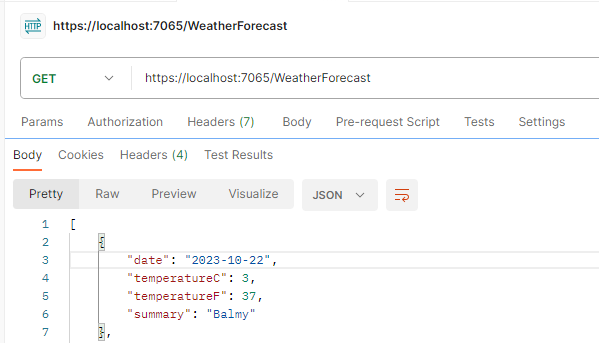 HTTP https://localhost:7065/WeatherForecast
GET https://localhost:7065/WeatherForecast
Params Authorization Headers (7) Body Pre-request Script Tests Settings
Body Cookies Headers (4) Test Results
Pretty Raw Preview Visualize JSON
1 [
2 {
3 "date": "2023-10-22",
4 "temperatureC": 3,
5 "temperatureF": 37,
6 "summary": "Balmy"
7 },